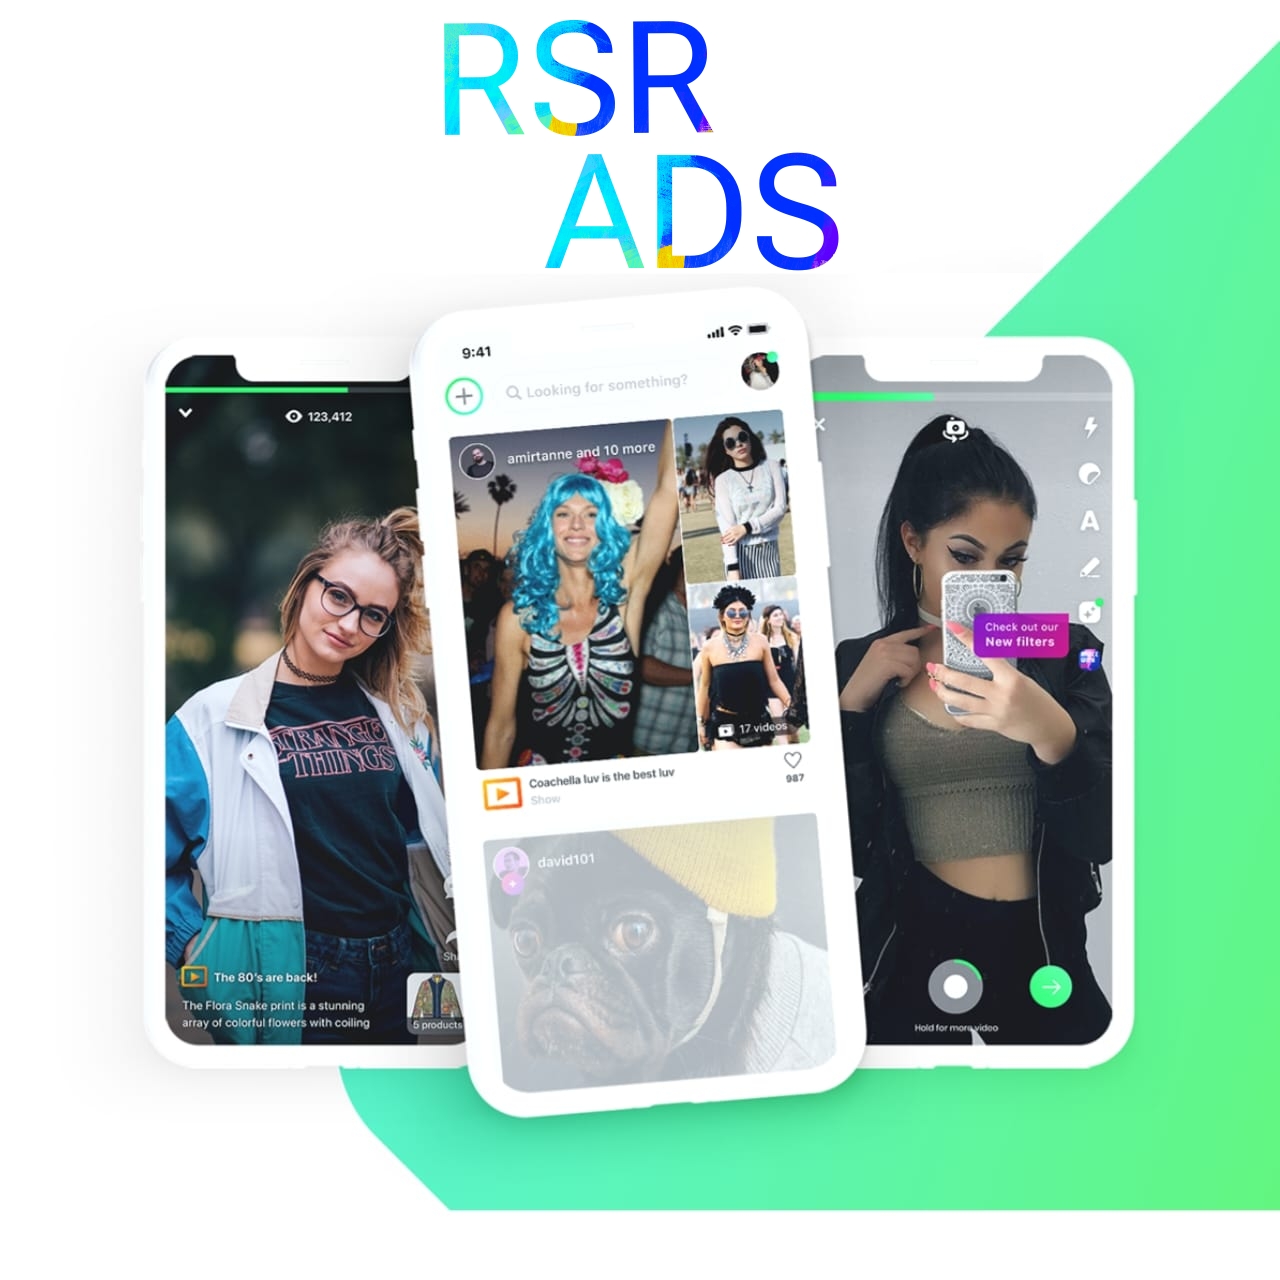 RSR
ADS
123,412
STRANGER
THINGS
The 80's are back!
The Flora Snake print is a stunning
array of colorful flowers with coiling
5 products
9:41
Looking for something?
amirtanne and 10 more
17 videos
Coachella luv is the best luv
Show
987
david101
A
Check out our
New filters
Hold for more video